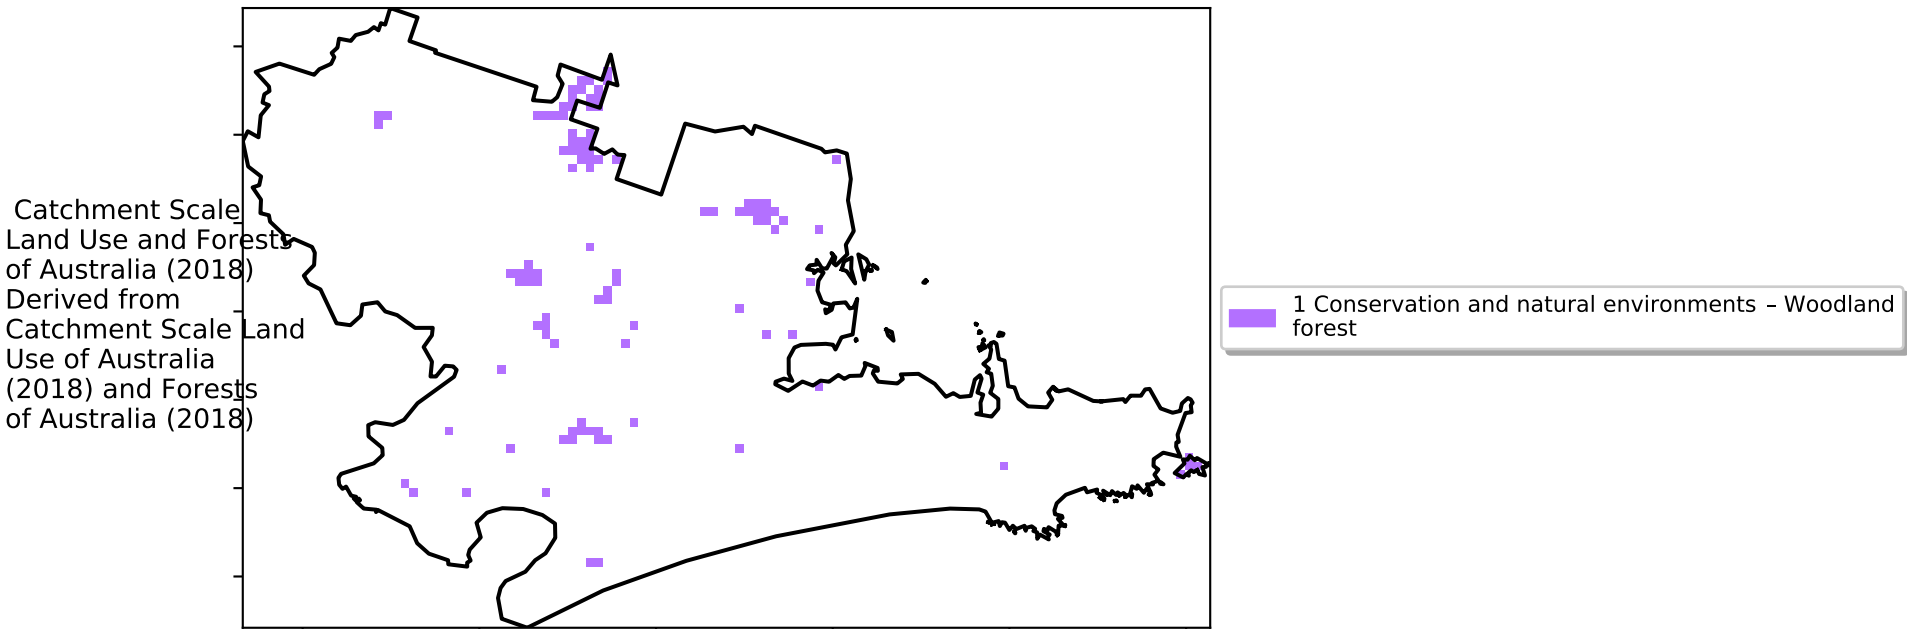 Catchment Scale
Land Use and Forests
of Australia (2018)
Derived from
Catchment Scale Land
Use of Australia
(2018) and Forests
of Australia (2018)
1 Conservation and natural environments – Woodland
forest